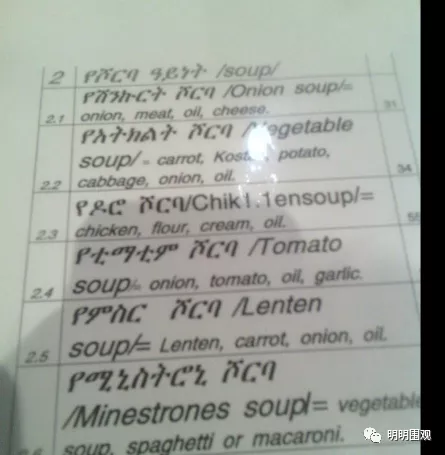 2 የሾርባ ዓይነት /soup/
የሽንኩርት ሾርባ /Onion soup/=
2.1 onion, meat, oil, cheese. 31
የአትክልት ሾርባ /Vegetable
soup/ = carrot, potato,
2.2 cabbage, onion, oil. 34
የዶሮ ሾርባ/Chik1.1ensoup/=
2.3 chicken, flour, cream, oil.
የቲማቲም ሾርባ /Tomato
2.4 soup/= onion, tomato, oil, garlic.
የምስር ሾርባ /Lenten
2.5 soup/= Lenten, carrot, onion, oil.
የሚኒስትሮኒ ሾርባ
/Minestrones soup/= vegetable
soup, spaghetti or macaroni.
明明围观